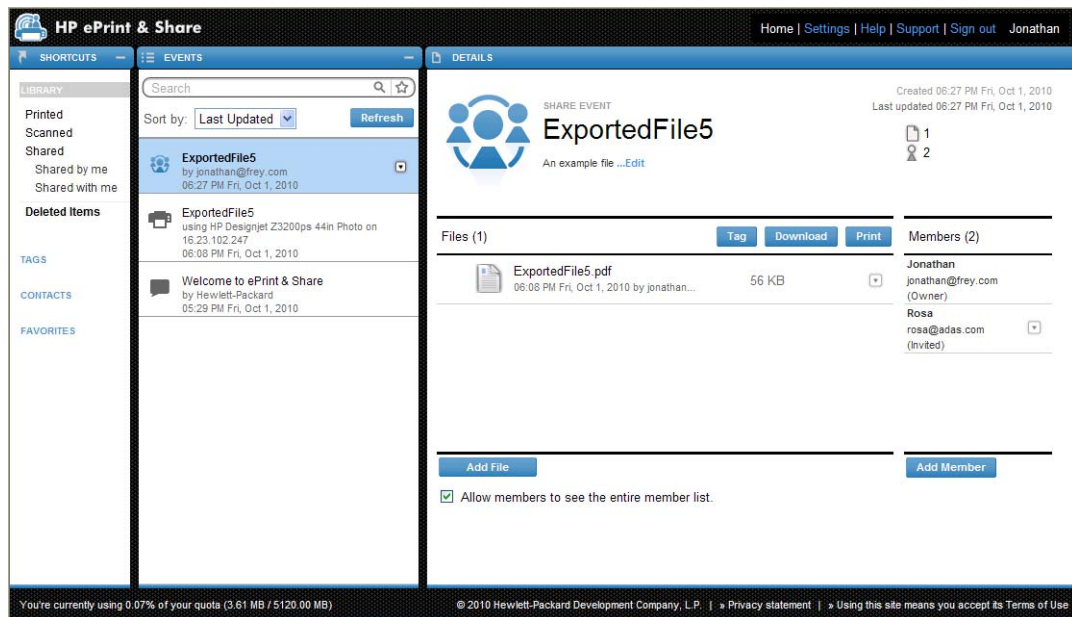 HP ePrint & Share
Home | Settings | Help | Support | Sign out Jonathan
SHORTCUTS
LIBRARY
Printed
Scanned
Shared
Shared by me
Shared with me
Deleted Items
TAGS
CONTACTS
FAVORITES
EVENTS
Search
Sort by: Last Updated Refresh
ExportedFile5
by jonathan@frey.com
06:27 PM Fri, Oct 1, 2010
ExportedFile5
using HP Designjet Z3200ps 44in Photo on
16.23.102.247
06:08 PM Fri, Oct 1, 2010
Welcome to ePrint & Share
by Hewlett-Packard
05:29 PM Fri, Oct 1, 2010
DETAILS
SHARE EVENT
ExportedFile5
An example file ...Edit
Created 06:27 PM Fri, Oct 1, 2010
Last updated 06:27 PM Fri, Oct 1, 2010
1
2
Files (1) Tag Download Print
ExportedFile5.pdf
06:08 PM Fri, Oct 1, 2010 by jonathan...
56 KB
Members (2)
Jonathan
jonathan@frey.com
(Owner)
Rosa
rosa@adas.com
(Invited)
Add File
Add Member
Allow members to see the entire member list.
You're currently using 0.07% of your quota (3.61 MB / 5120.00 MB)
© 2010 Hewlett-Packard Development Company, L.P. | » Privacy statement | » Using this site means you accept its Terms of Use